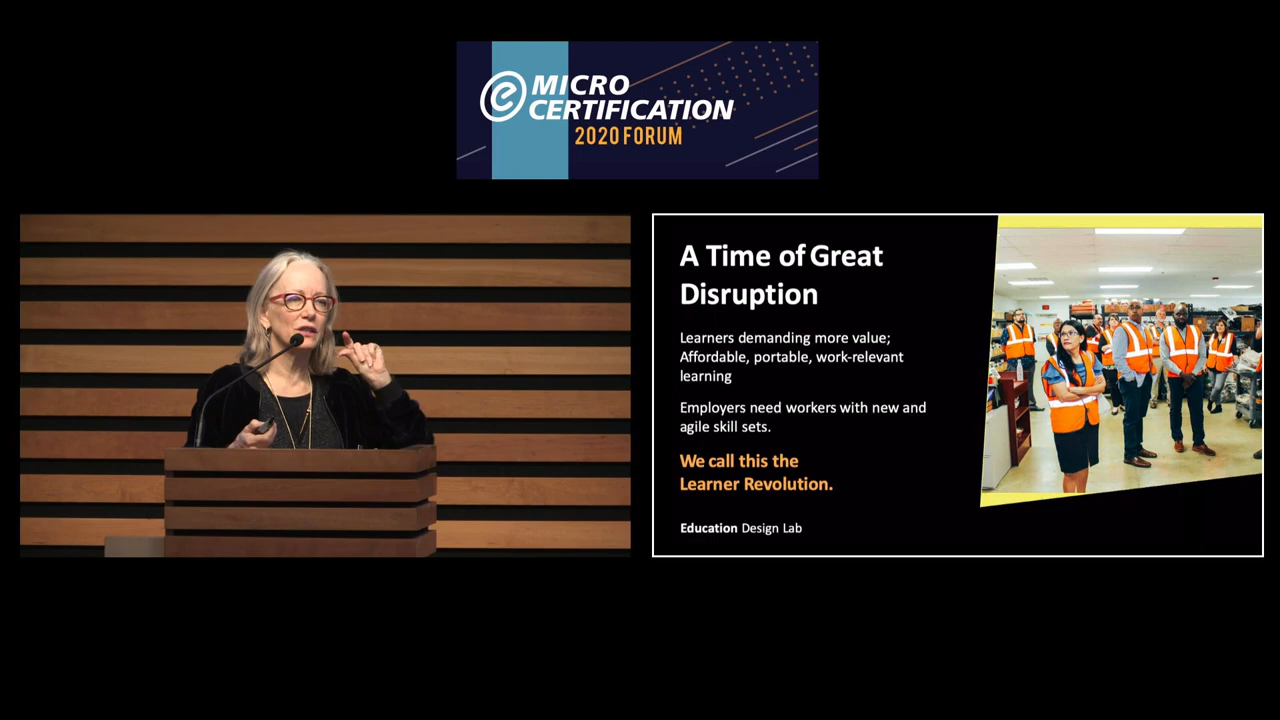 e MICRO
CERTIFICATION
2020 FORUM
A Time of Great
Disruption
Learners demanding more value;
Affordable, portable, work-relevant
learning
Employers need workers with new and
agile skill sets.
We call this the
Learner Revolution.
Education Design Lab